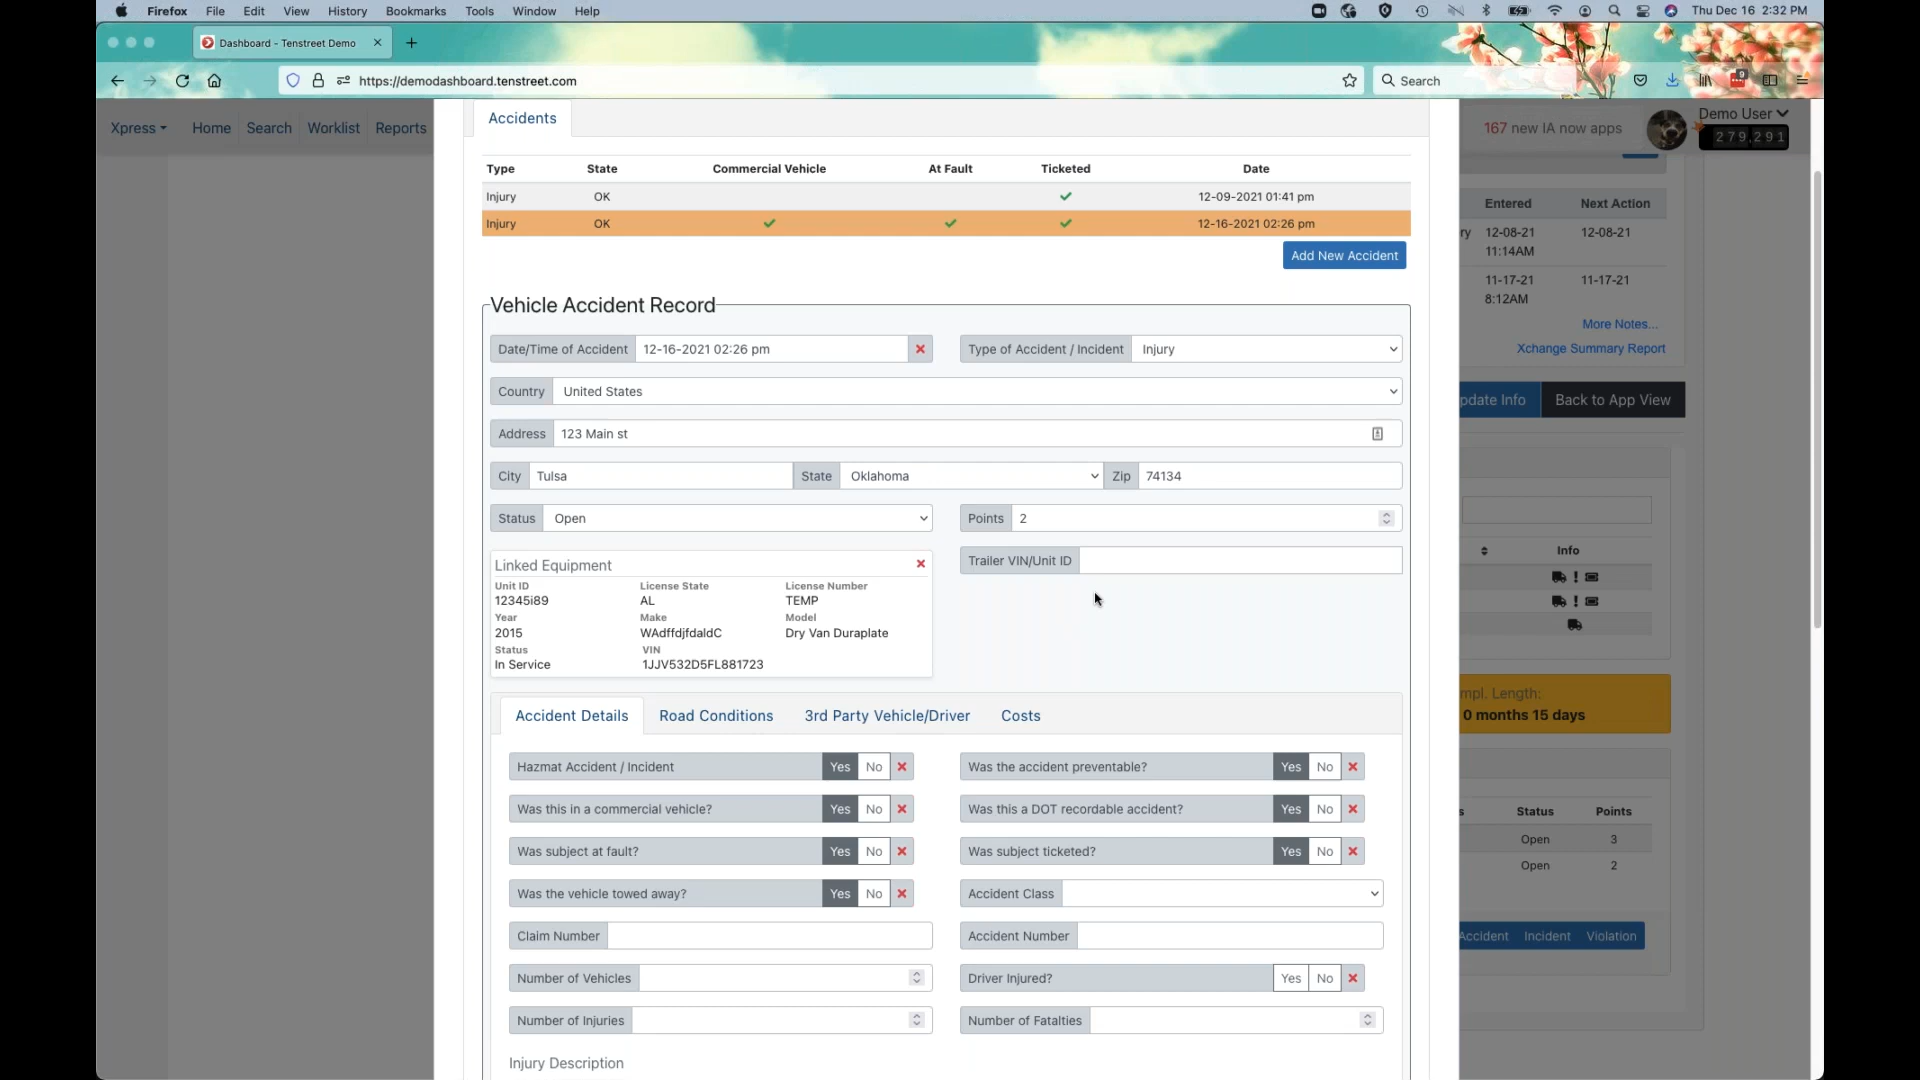 Firefox File Edit View History Bookmarks Tools Window Help Thu Dec 16 2:32 PM
Dashboard - Tenstreet Demo
https://demodashboard.tenstreet.com
Search
9
Xpress Home Search Worklist Reports
Accidents
167 new IA now apps
Demo User
279,291
Type State Commercial Vehicle At Fault Ticketed Date
Injury OK 12-09-2021 01:41 pm
Injury OK 12-16-2021 02:26 pm
Add New Accident
Entered Next Action
ry 12-08-21 12-08-21
11:14AM
11-17-21 11-17-21
8:12AM
More Notes...
Xchange Summary Report
pdate Info Back to App View
Vehicle Accident Record
Date/Time of Accident 12-16-2021 02:26 pm
Type of Accident / Incident Injury
Country United States
Address 123 Main st
City Tulsa State Oklahoma Zip 74134
Status Open Points 2
Linked Equipment
Trailer VIN/Unit ID
Unit ID License State License Number
12345i89 AL TEMP
Year Make Model
2015 WAdffdjfdaldC Dry Van Duraplate
Status VIN
In Service 1JJV532D5FL881723
Info
mpl. Length:
0 months 15 days
Accident Details Road Conditions 3rd Party Vehicle/Driver Costs
Hazmat Accident / Incident Yes No
Was the accident preventable? Yes No
Was this in a commercial vehicle? Yes No
Was this a DOT recordable accident? Yes No
Was subject at fault? Yes No
Was subject ticketed? Yes No
Was the vehicle towed away? Yes No
Accident Class
Claim Number
Accident Number
Number of Vehicles
Driver Injured? Yes No
Number of Injuries
Number of Fatalties
Injury Description
s Status Points
Open 3
Open 2
Accident Incident Violation